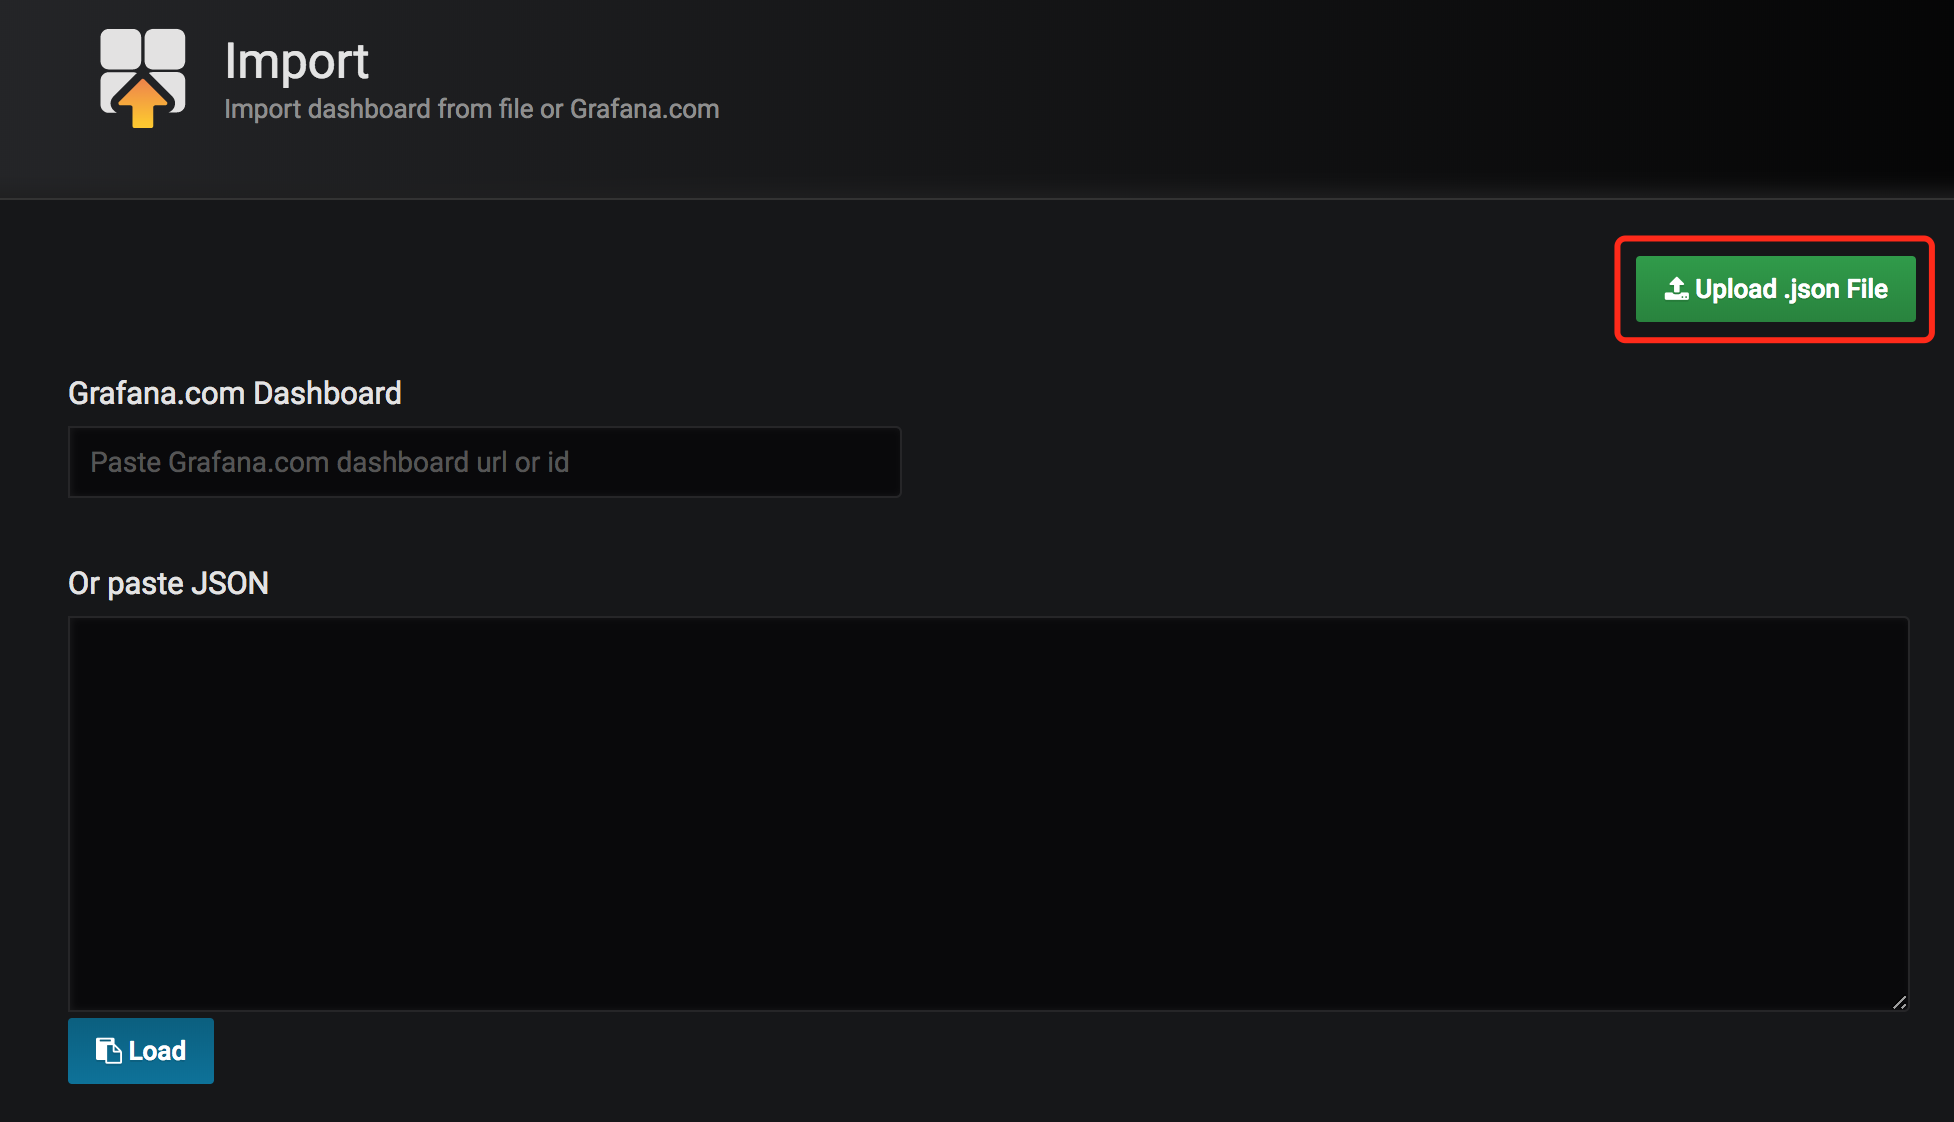 Import
Import dashboard from file or Grafana.com
Upload .json File
Grafana.com Dashboard
Paste Grafana.com dashboard url or id
Or paste JSON
Load